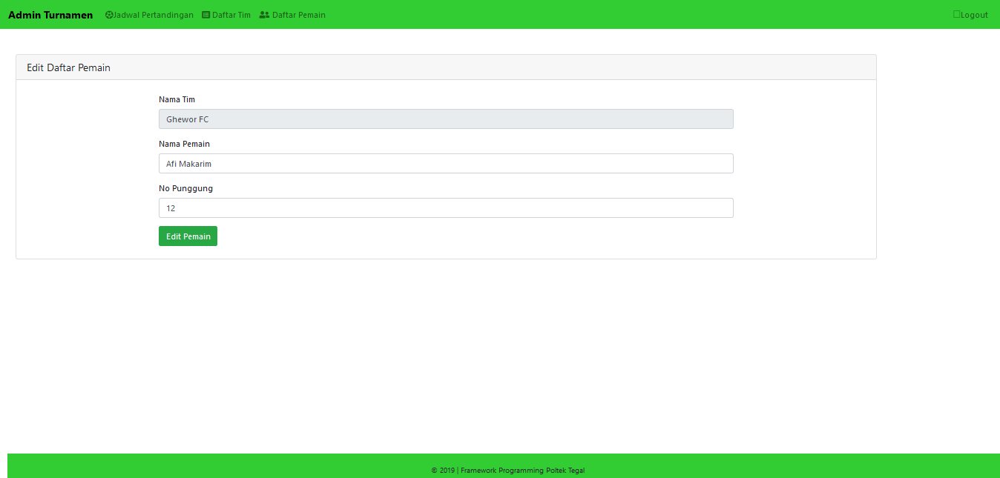 Admin Turnamen Jadwal Pertandingan Daftar Tim Daftar Pemain Logout
Edit Daftar Pemain
Nama Tim
Ghewor FC
Nama Pemain
Afi Makarim
No Punggung
12
Edit Pemain
© 2019 | Framework Programming Poltek Tegal